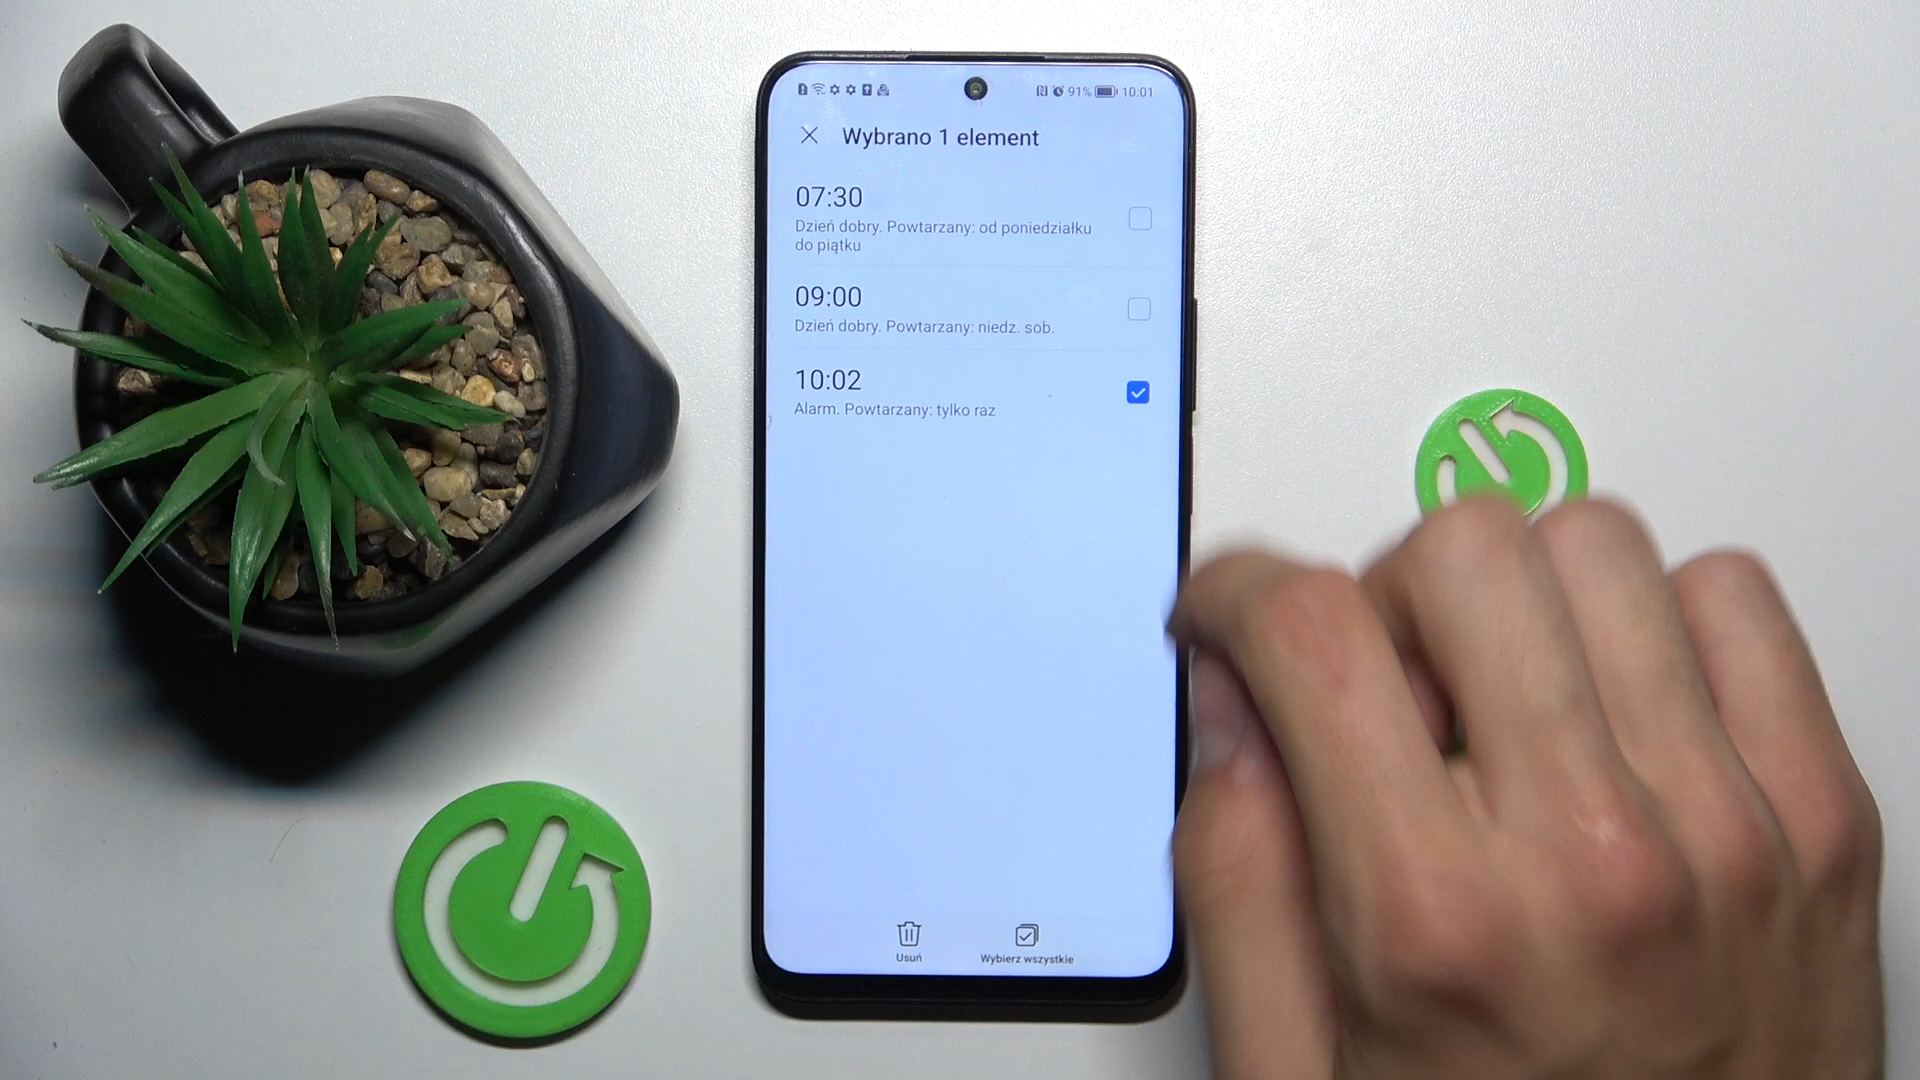 91% 10:01
Wybrano 1 element
07:30
Dzień dobry. Powtarzany: od poniedziałku
do piątku
09:00
Dzień dobry. Powtarzany: niedz. sob.
10:02
Alarm. Powtarzany: tylko raz
Usuń
Wybierz wszystkie